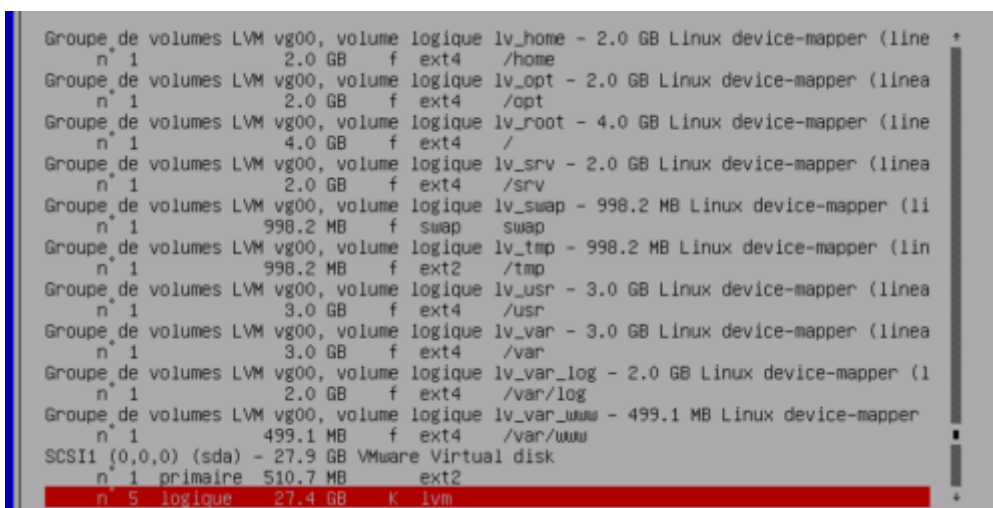 Groupe de volumes LVM vg00, volume logique lv_home - 2.0 GB Linux device-mapper (line
n° 1 2.0 GB f ext4 /home
Groupe de volumes LVM vg00, volume logique lv_opt - 2.0 GB Linux device-mapper (linea
n° 1 2.0 GB f ext4 /opt
Groupe de volumes LVM vg00, volume logique lv_root - 4.0 GB Linux device-mapper (line
n° 1 4.0 GB f ext4 /
Groupe de volumes LVM vg00, volume logique lv_srv - 2.0 GB Linux device-mapper (linea
n° 1 2.0 GB f ext4 /srv
Groupe de volumes LVM vg00, volume logique lv_swap - 998.2 MB Linux device-mapper (li
n° 1 998.2 MB f swap swap
Groupe de volumes LVM vg00, volume logique lv_tmp - 998.2 MB Linux device-mapper (lin
n° 1 998.2 MB f ext2 /tmp
Groupe de volumes LVM vg00, volume logique lv_usr - 3.0 GB Linux device-mapper (linea
n° 1 3.0 GB f ext4 /usr
Groupe de volumes LVM vg00, volume logique lv_var - 3.0 GB Linux device-mapper (linea
n° 1 3.0 GB f ext4 /var
Groupe de volumes LVM vg00, volume logique lv_var_log - 2.0 GB Linux device-mapper (l
n° 1 2.0 GB f ext4 /var/log
Groupe de volumes LVM vg00, volume logique lv_var_www - 499.1 MB Linux device-mapper
n° 1 499.1 MB f ext4 /var/www
SCSI1 (0,0,0) (sda) - 27.9 GB VMware Virtual disk
n° 1 primaire 510.7 MB ext2
n° 5 logique 27.4 GB K lvm